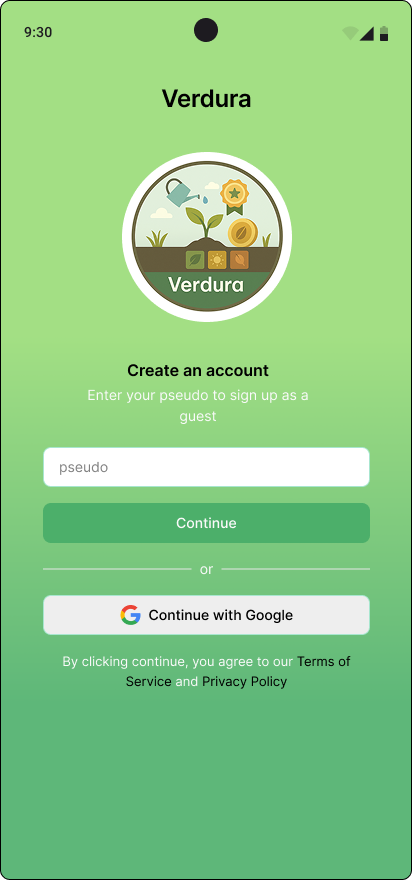 9:30
Verdura
Verdura
Create an account
Enter your pseudo to sign up as a
guest
pseudo
Continue
or
Continue with Google
By clicking continue, you agree to our Terms of
Service and Privacy Policy